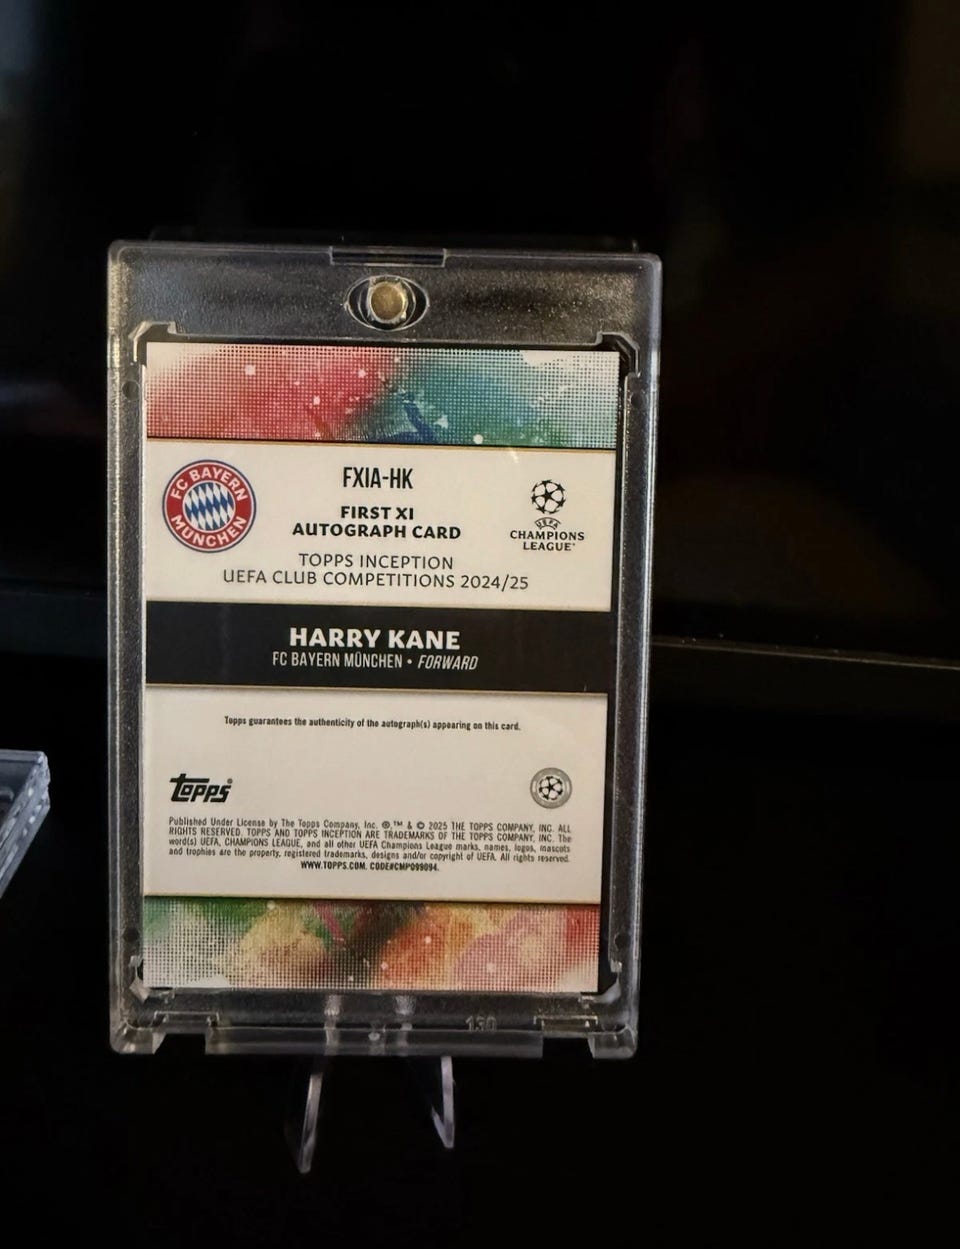 FXIA-HK
FC BAYERN
MÜNCHEN
FIRST XI
AUTOGRAPH CARD
UEFA
CHAMPIONS
LEAGUE
TOPPS INCEPTION
UEFA CLUB COMPETITIONS 2024/25
HARRY KANE
FC BAYERN MÜNCHEN • FORWARD
Topps guarantees the authenticity of the autograph(s) appearing on this card.
Topps®
Published Under License by The Topps Company, Inc. ®,™ & © 2025 THE TOPPS COMPANY, INC. ALL
RIGHTS RESERVED. TOPPS AND TOPPS INCEPTION ARE TRADEMARKS OF THE TOPPS COMPANY, INC. The
word(s) UEFA, CHAMPIONS LEAGUE, and all other UEFA Champions League marks, names, logos, mascots
and trophies are the property, registered trademarks, designs and/or copyright of UEFA. All rights reserved.
WWW.TOPPS.COM. CODE#CMP099094.
130